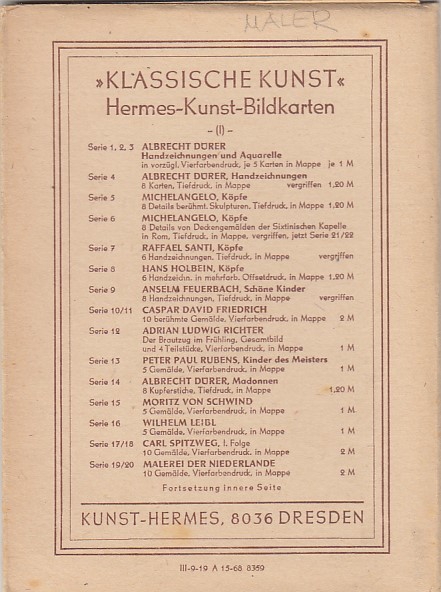 MALER
»KLASSISCHE KUNST«
Hermes-Kunst-Bildkarten
- (I) -
Serie 1, 2, 3 ALBRECHT DÜRER
Handzeichnungen und Aquarelle
in vorzügl. Vierfarbendruck, je 5 Karten in Mappe je 1 M
Serie 4 ALBRECHT DÜRER, Handzeichnungen
8 Karten, Tiefdruck, in Mappe vergriffen 1,20 M
Serie 5 MICHELANGELO, Köpfe
8 Details berühmt. Skulpturen, Tiefdruck, in Mappe 1,20 M
Serie 6 MICHELANGELO, Köpfe
8 Details von Deckengemälden der Sixtinischen Kapelle
in Rom, Tiefdruck, in Mappe, vergriffen, jetzt Serie 21/22
Serie 7 RAFFAEL SANTI, Köpfe
6 Handzeichnungen, Tiefdruck, in Mappe vergriffen
Serie 8 HANS HOLBEIN, Köpfe
6 Handzeichn. in mehrfarb. Offsetdruck, in Mappe 1,20 M
Serie 9 ANSELM FEUERBACH, Schöne Kinder
8 Handzeichnungen, Tiefdruck, in Mappe vergriffen
Serie 10/11 CASPAR DAVID FRIEDRICH
10 berühmte Gemälde, Vierfarbendruck, in Mappe 2 M
Serie 12 ADRIAN LUDWIG RICHTER
Der Brautzug im Frühling, Gesamtbild
und 4 Teilstücke, Vierfarbendruck, in Mappe 1 M
Serie 13 PETER PAUL RUBENS, Kinder des Meisters
5 Gemälde, Vierfarbendruck, in Mappe 1 M
Serie 14 ALBRECHT DÜRER, Madonnen
8 Kupferstiche, Tiefdruck, in Mappe 1,20 M
Serie 15 MORITZ VON SCHWIND
5 Gemälde, Vierfarbendruck, in Mappe 1 M
Serie 16 WILHELM LEIBL
5 Gemälde, Vierfarbendruck, in Mappe 1 M
Serie 17/18 CARL SPITZWEG, I. Folge
10 Gemälde, Vierfarbendruck, in Mappe 2 M
Serie 19/20 MALEREI DER NIEDERLANDE
10 Gemälde, Vierfarbendruck, in Mappe 2 M
Fortsetzung innere Seite
KUNST-HERMES, 8036 DRESDEN
III-9-19 A 15-68 8359